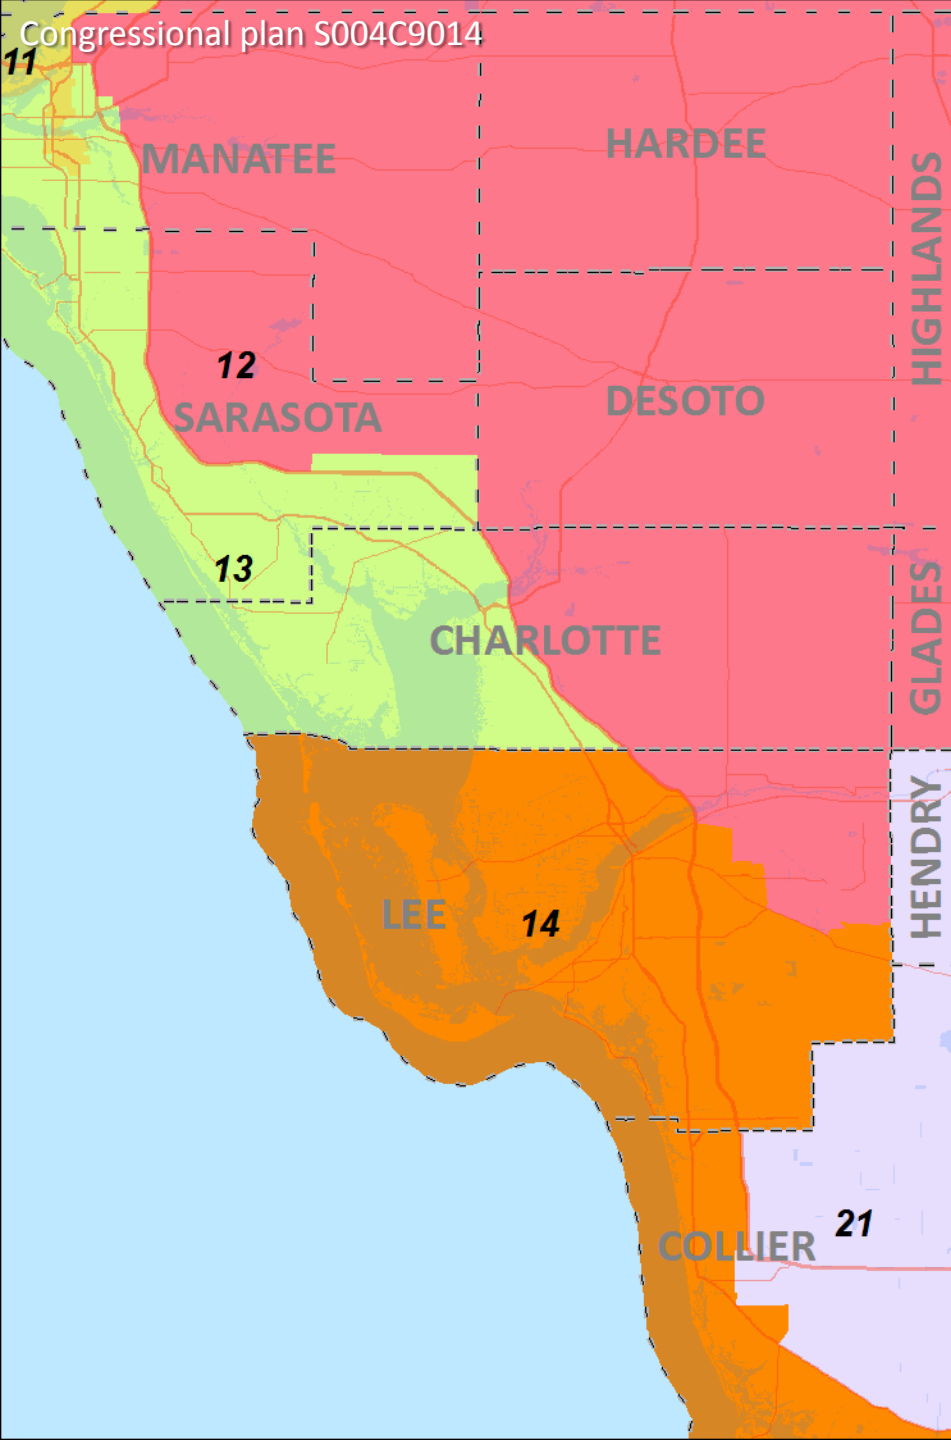 Congressional plan S004C9014
11
MANATEE
HARDEE
HIGHLANDS
12
SARASOTA
DESOTO
13
CHARLOTTE
GLADES
HENDRY
LEE
14
21
COLLIER